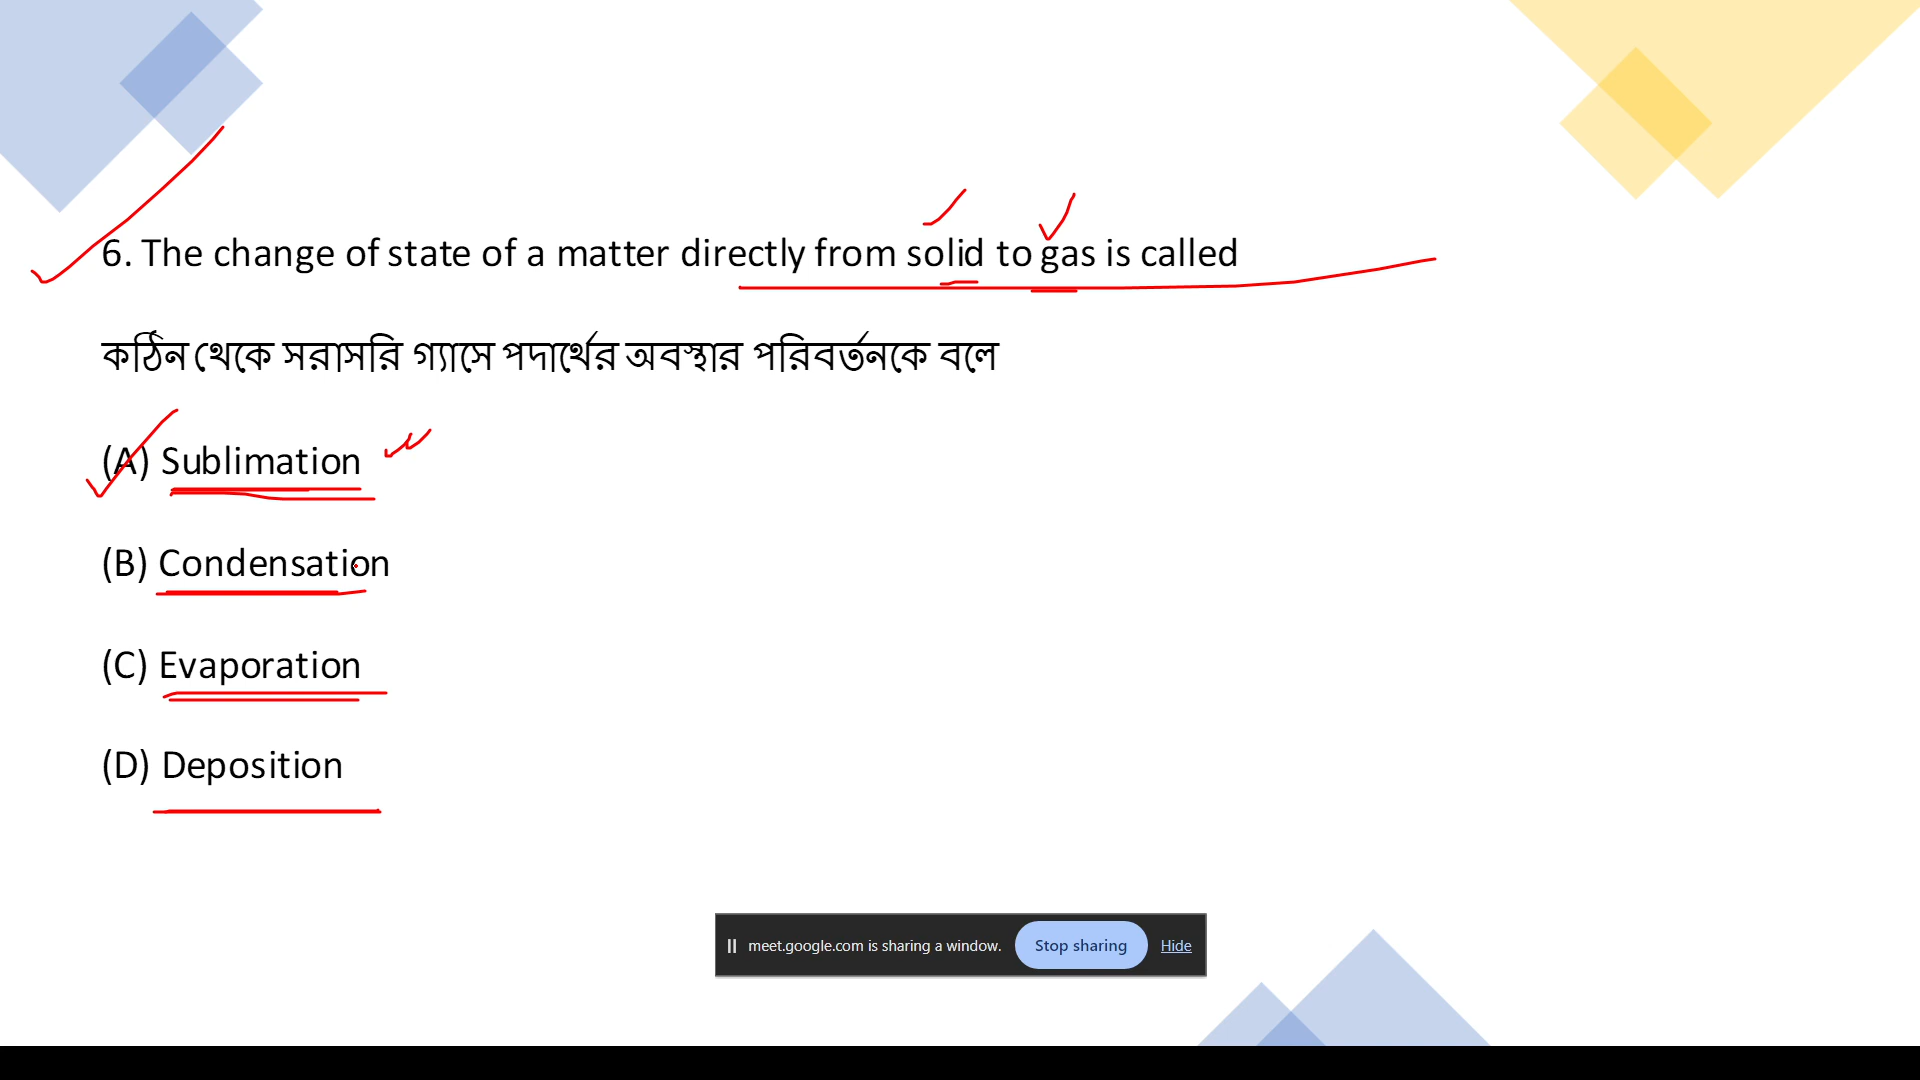 6. The change of state of a matter directly from solid to gas is called
কঠিন থেকে সরাসরি গ্যাসে পদার্থের অবস্থার পরিবর্তনকে বলে
(A) Sublimation
(B) Condensation
(C) Evaporation
(D) Deposition
meet.google.com is sharing a window. Stop sharing Hide